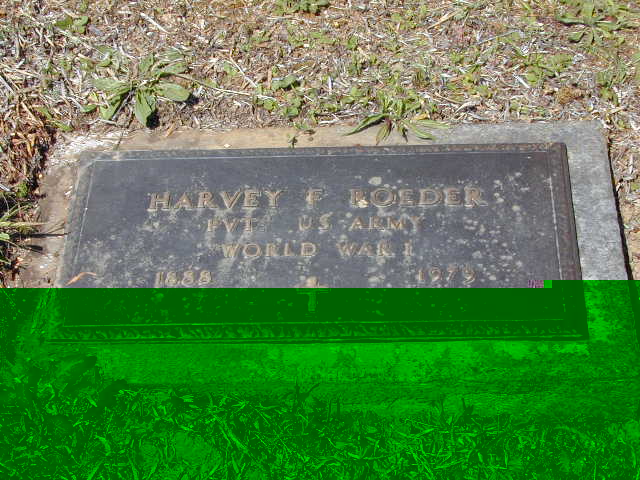 HARVEY F ROEDER
PVT US ARMY
WORLD WAR I
1888 1979